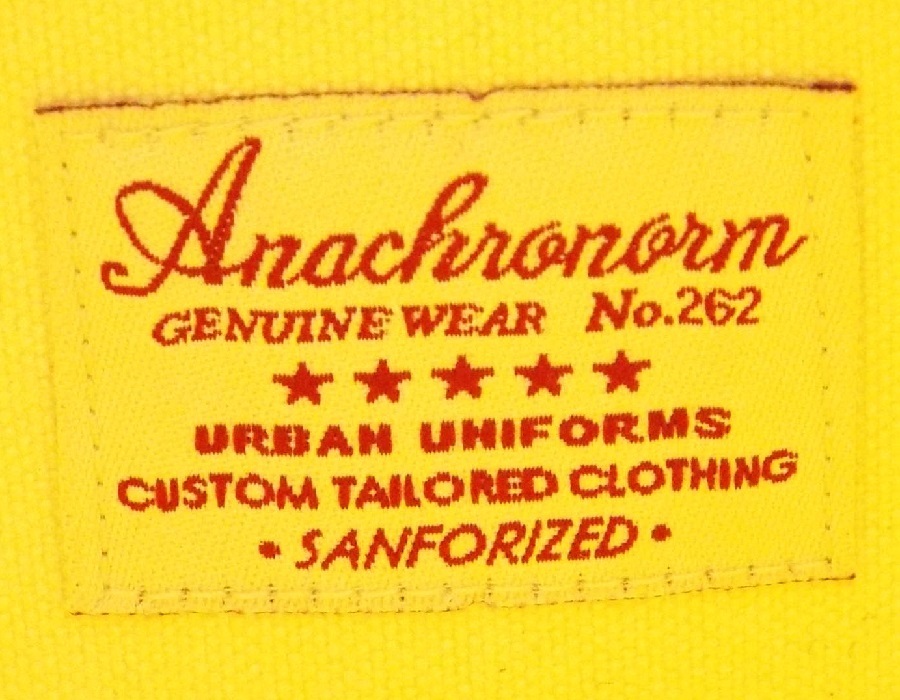 Anachronorm
GENUINE WEAR No.262
★★★★★
URBAN UNIFORMS
CUSTOM TAILORED CLOTHING
• SANFORIZED •